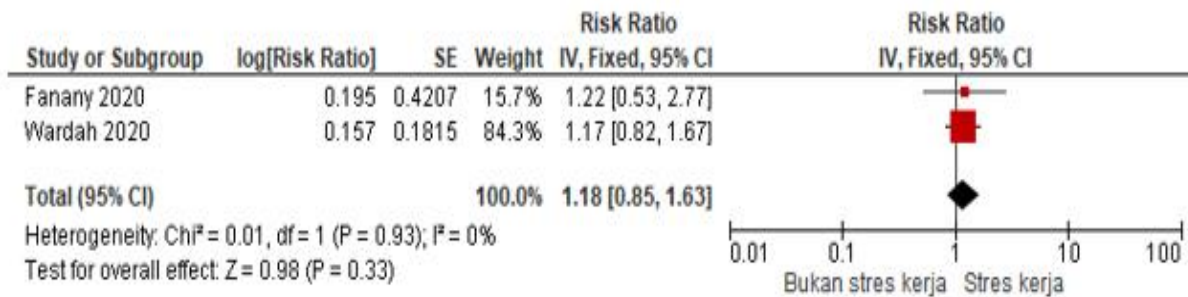 Risk Ratio Risk Ratio
Study or Subgroup log[Risk Ratio] SE Weight IV, Fixed, 95% CI IV, Fixed, 95% CI
Fanany 2020 0.195 0.4207 15.7% 1.22 [0.53, 2.77]
Wardah 2020 0.157 0.1815 84.3% 1.17 [0.82, 1.67]
Total (95% CI) 100.0% 1.18 [0.85, 1.63]
Heterogeneity: Chi² = 0.01, df = 1 (P = 0.93); I² = 0%
Test for overall effect: Z = 0.98 (P = 0.33)
0.01 0.1 1 10 100
Bukan stres kerja Stres kerja